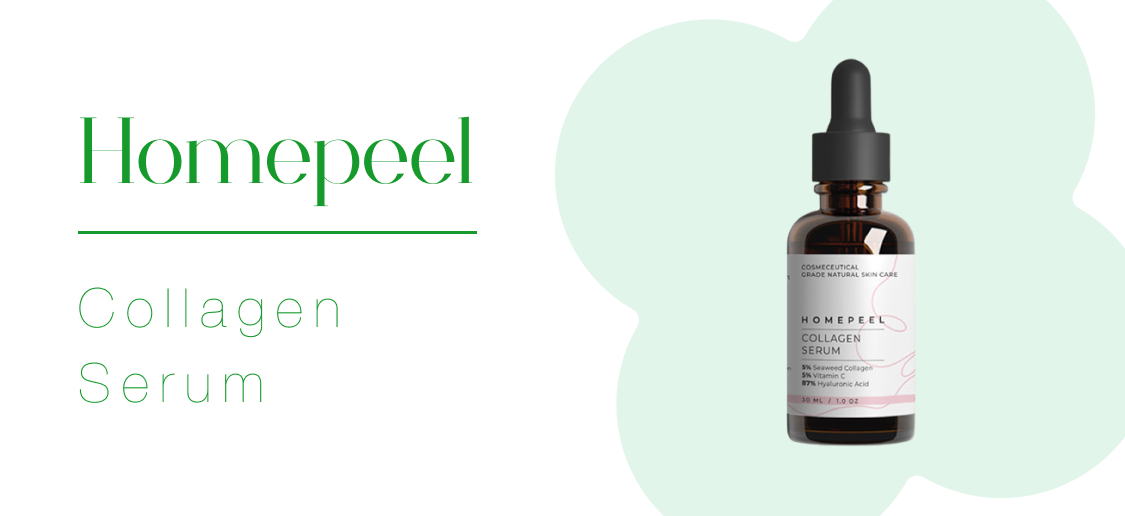 Homepeel
Collagen
Serum
COSMECEUTICAL
GRADE NATURAL SKIN CARE
HOMEPEEL
COLLAGEN
SERUM
5% Seaweed Collagen
5% Vitamin C
87% Hyaluronic Acid
30 ML / 1.0 OZ